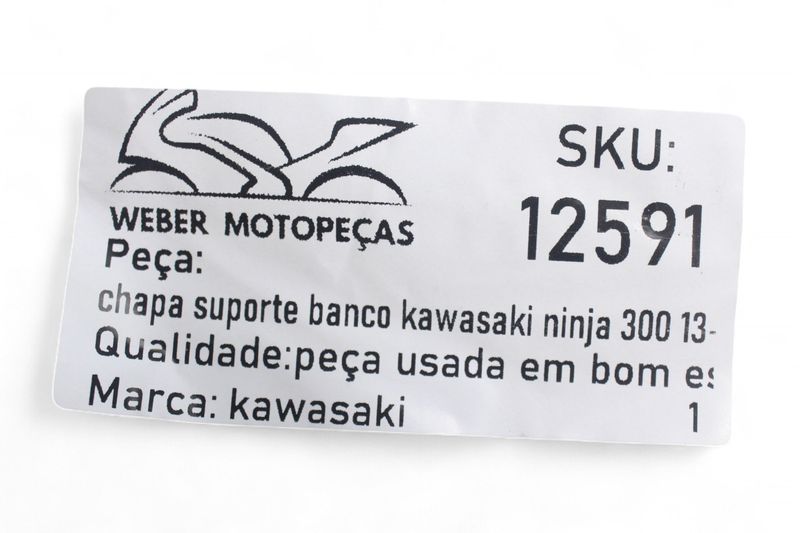 WEBER MOTOPEÇAS
SKU:
12591
Peça:
chapa suporte banco kawasaki ninja 300 13-
Qualidade:peça usada em bom es
Marca: kawasaki
1